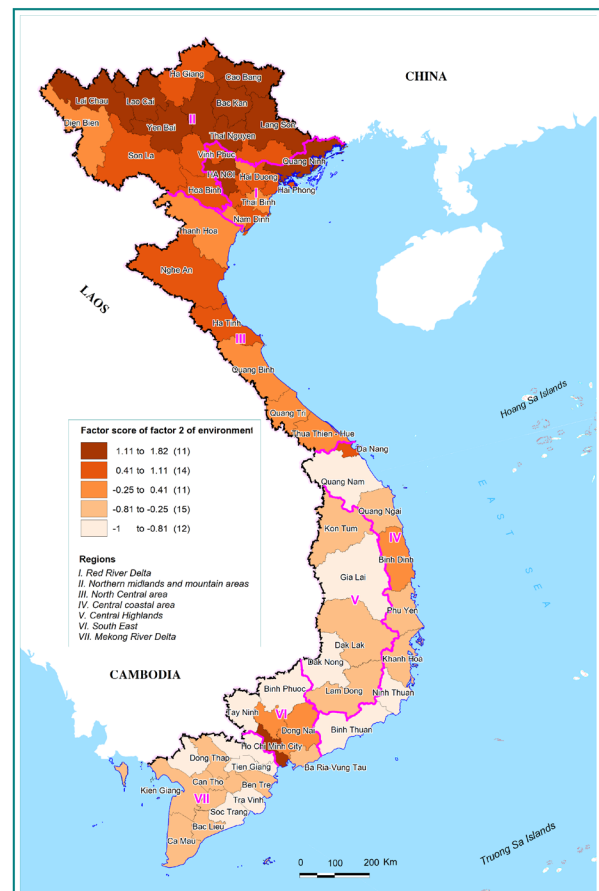 CHINA
Ha Giang
Cao Bang
Lai Chau
Lao Cai
Bac Kan
Dien Bien
Yen Bai
II
Lang Son
Thai Nguyen
Son La
Vinh Phuc
Quang Ninh
HA NOI
Hai Duong
Hoa Binh
I
Hai Phong
Thai Binh
Nam Dinh
Thanh Hoa
Nghe An
LAOS
Ha Tinh
III
Quang Binh
Hoang Sa Islands
Quang Tri
Thua Thien - Hue
Da Nang
Quang Nam
Quang Ngai
Kon Tum
EAST SEA
IV
Binh Dinh
Gia Lai
V
Phu Yen
Dak Lak
Khanh Hoa
Dak Nong
CAMBODIA
Binh Phuoc
Lam Dong
Ninh Thuan
Tay Ninh
VI
Dong Nai
Binh Thuan
Ho Chi Minh City
Dong Thap
Tien Giang
Ba Ria-Vung Tau
Kien Giang
Can Tho
Ben Tre
VII
Tra Vinh
Soc Trang
Bac Lieu
Ca Mau
Truong Sa Islands
Factor score of factor 2 of environment
1.11 to 1.82 (11)
0.41 to 1.11 (14)
-0.25 to 0.41 (11)
-0.81 to -0.25 (15)
-1 to -0.81 (12)
Regions
I. Red River Delta
II. Northern midlands and mountain areas
III. North Central area
IV. Central coastal area
V. Central Highlands
VI. South East
VII. Mekong River Delta
0 100 200 Km